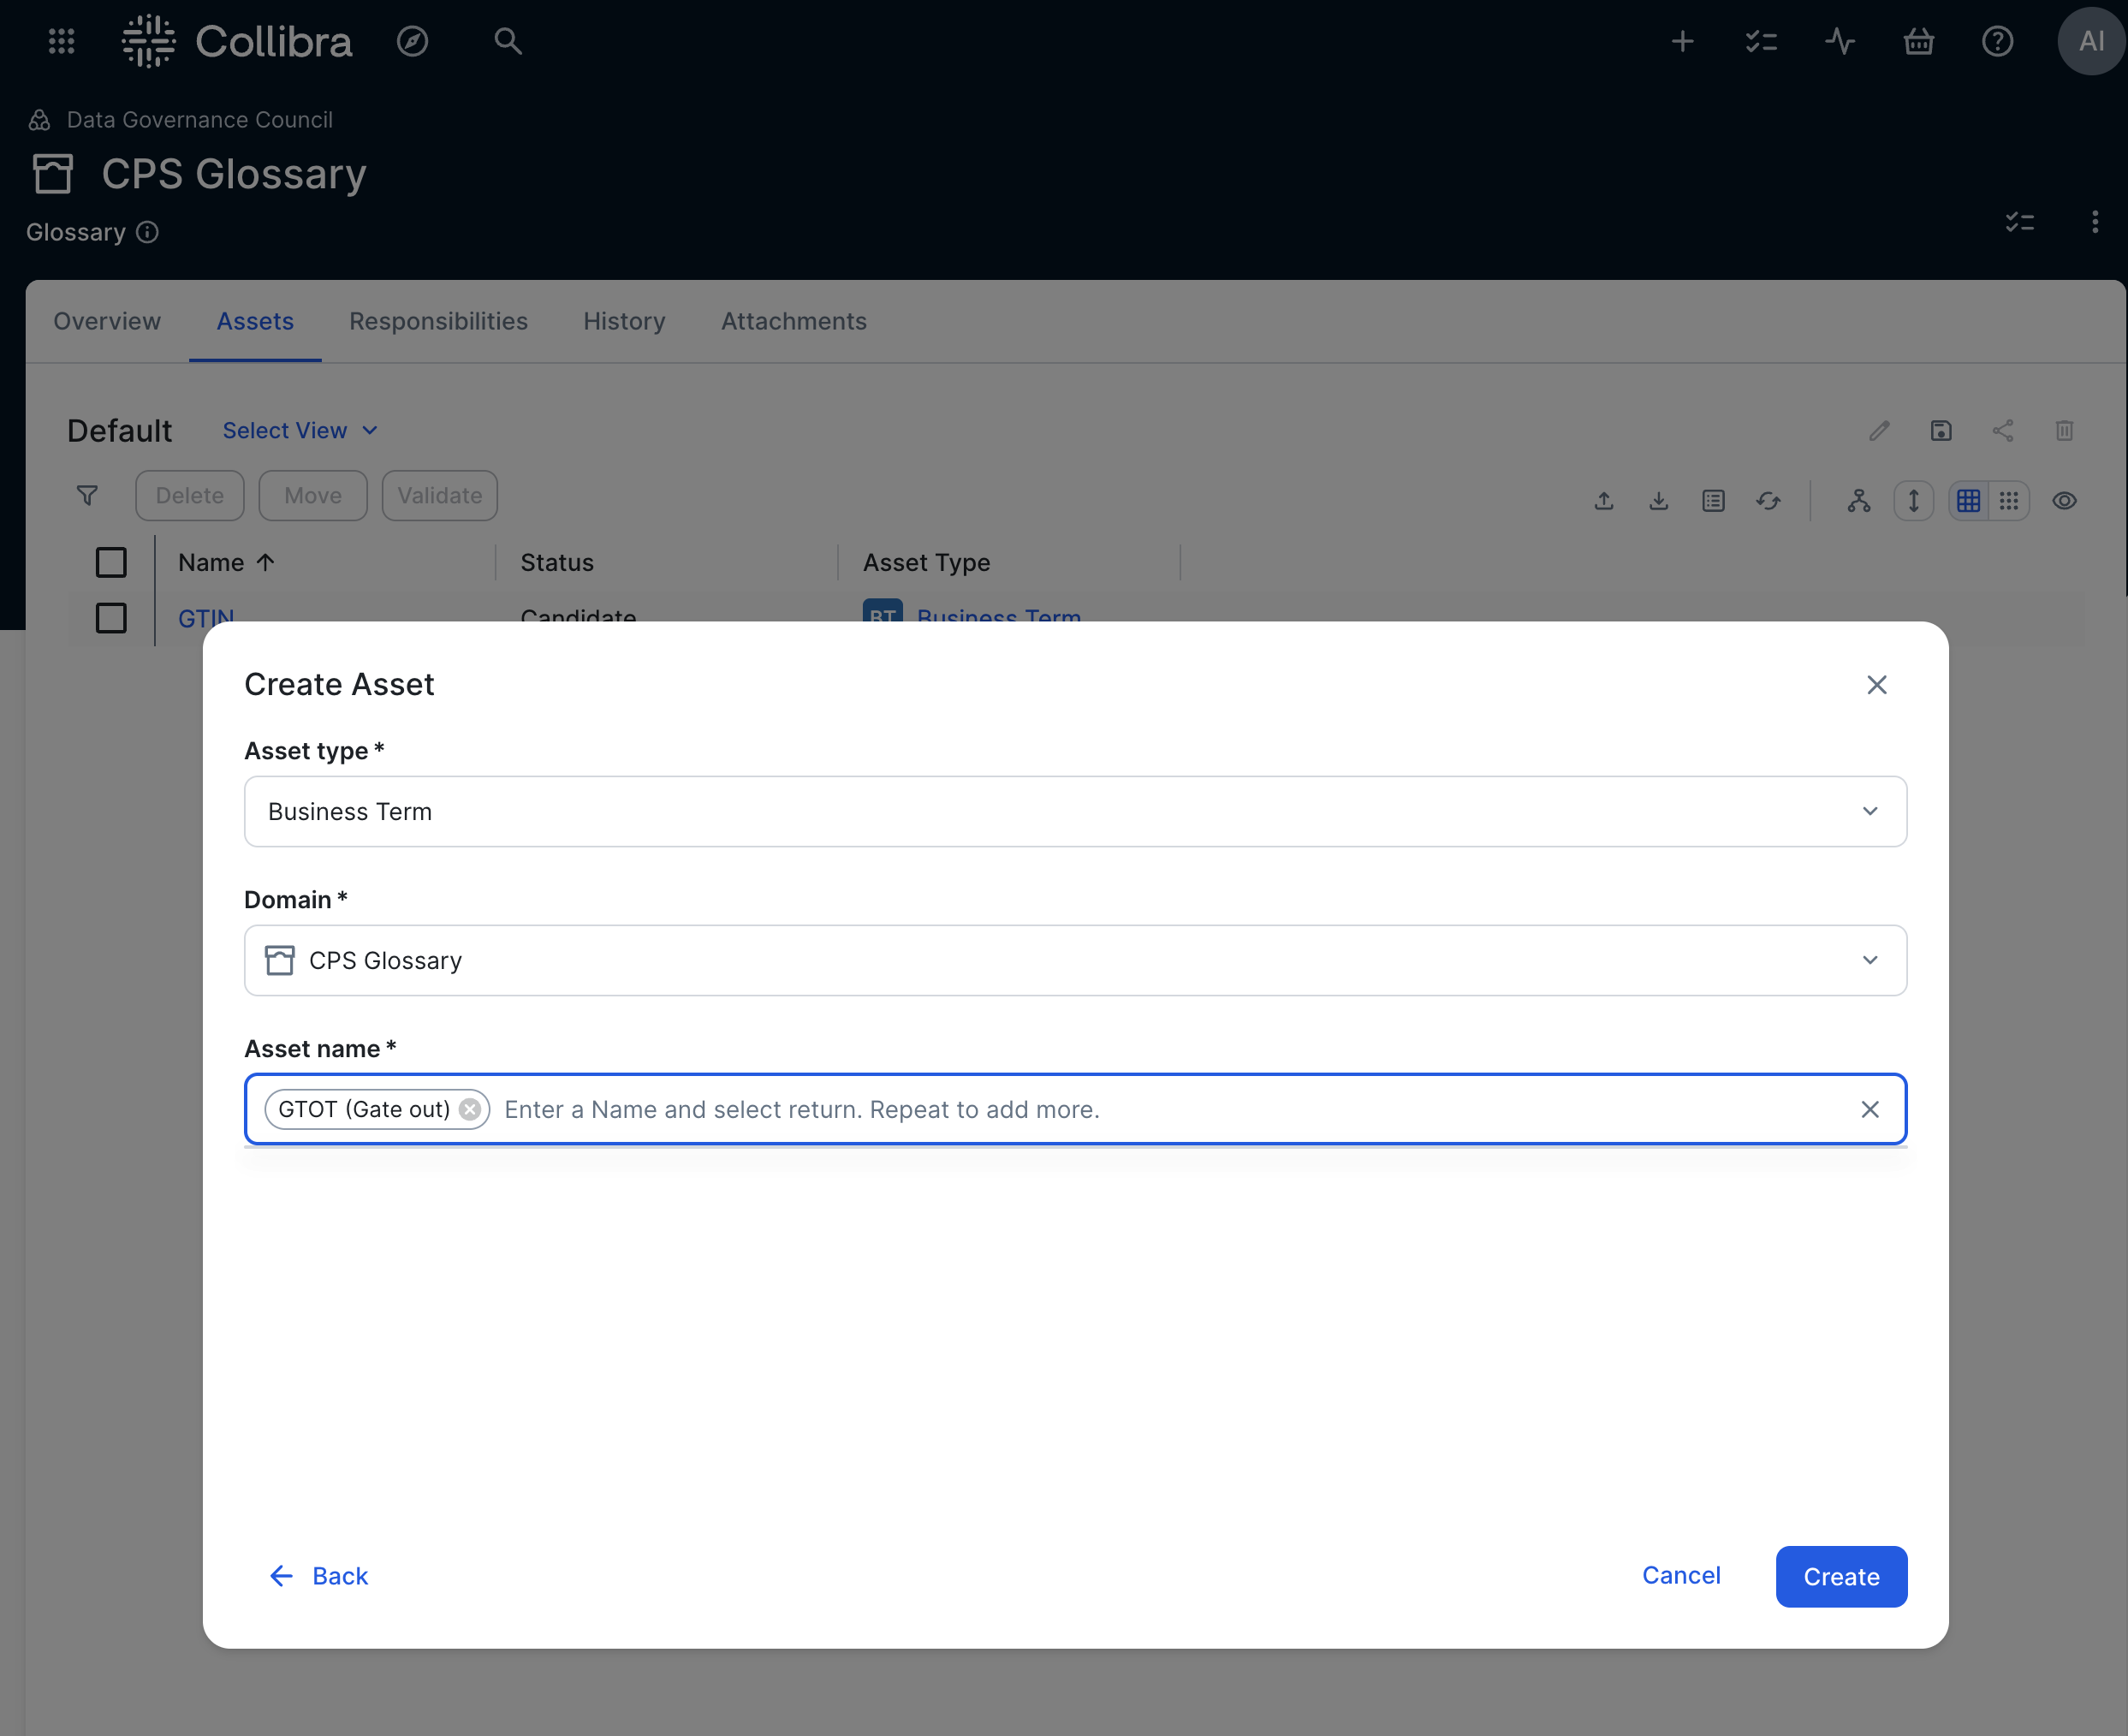 Collibra
AI
Data Governance Council
CPS Glossary
Glossary
Overview Assets Responsibilities History Attachments
Default Select View
Delete Move Validate
Name Status Asset Type
GTIN Candidate BT Business Term
Create Asset
Asset type *
Business Term
Domain *
CPS Glossary
Asset name *
GTOT (Gate out) Enter a Name and select return. Repeat to add more.
Back Cancel Create